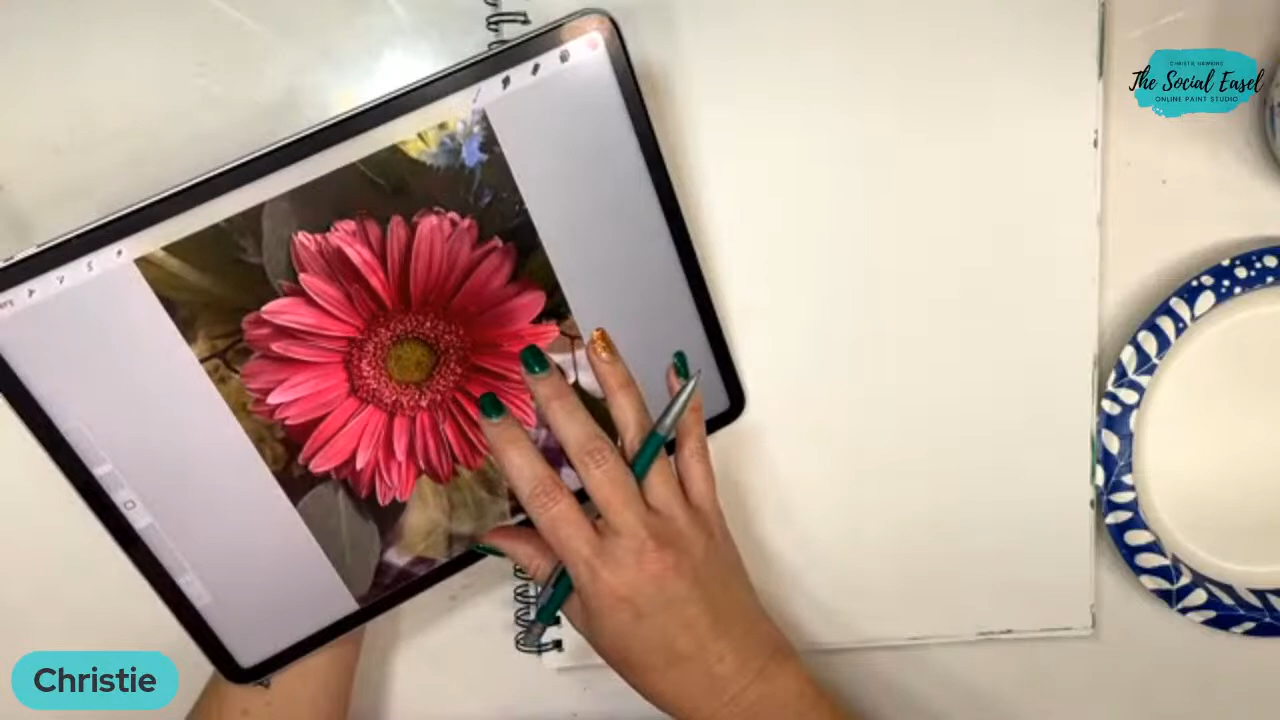 CHRISTIE HAWKINS
The Social Easel
ONLINE PAINT STUDIO
Christie